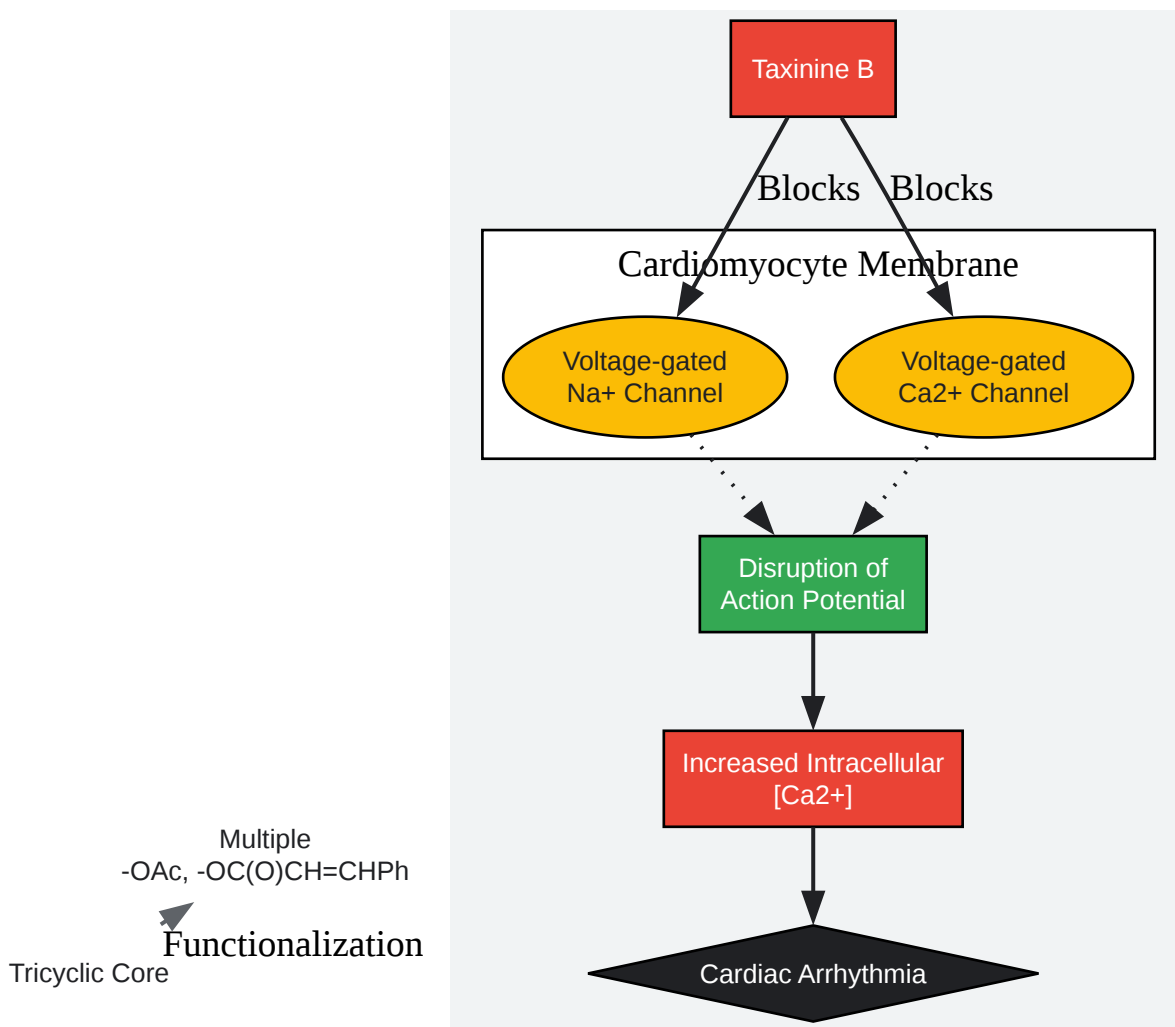 Taxinine B
Blocks
Blocks
Cardiomyocyte Membrane
Voltage-gated
Na+ Channel
Voltage-gated
Ca2+ Channel
Disruption of
Action Potential
Increased Intracellular
[Ca2+]
Multiple
-OAc, -OC(O)CH=CHPh
Functionalization
Tricyclic Core
Cardiac Arrhythmia